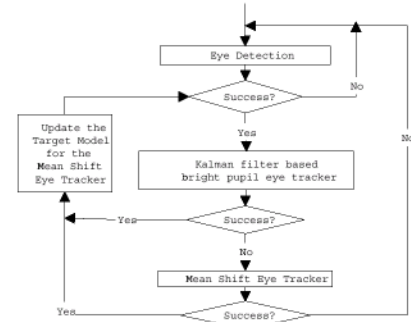 Eye Detection
Success?
No
Yes
Update the
Target Model
for the
Mean Shift
Eye Tracker
Kalman filter based
bright pupil eye tracker
Success?
Yes
No
Mean Shift Eye Tracker
Success?
Yes
No